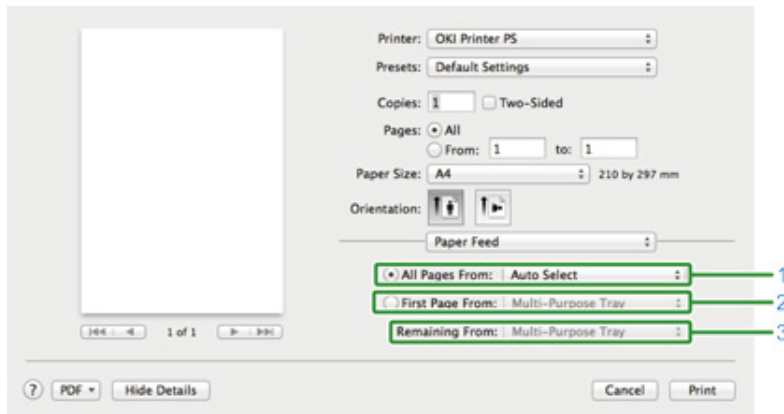 Printer: OKI Printer PS
Presets: Default Settings
Copies: 1 Two-Sided
Pages: All
From: 1 to: 1
Paper Size: A4 210 by 297 mm
Orientation:
Paper Feed
All Pages From: Auto Select 1
First Page From: Multi-Purpose Tray 2
Remaining From: Multi-Purpose Tray 3
1 of 1
? PDF Hide Details Cancel Print